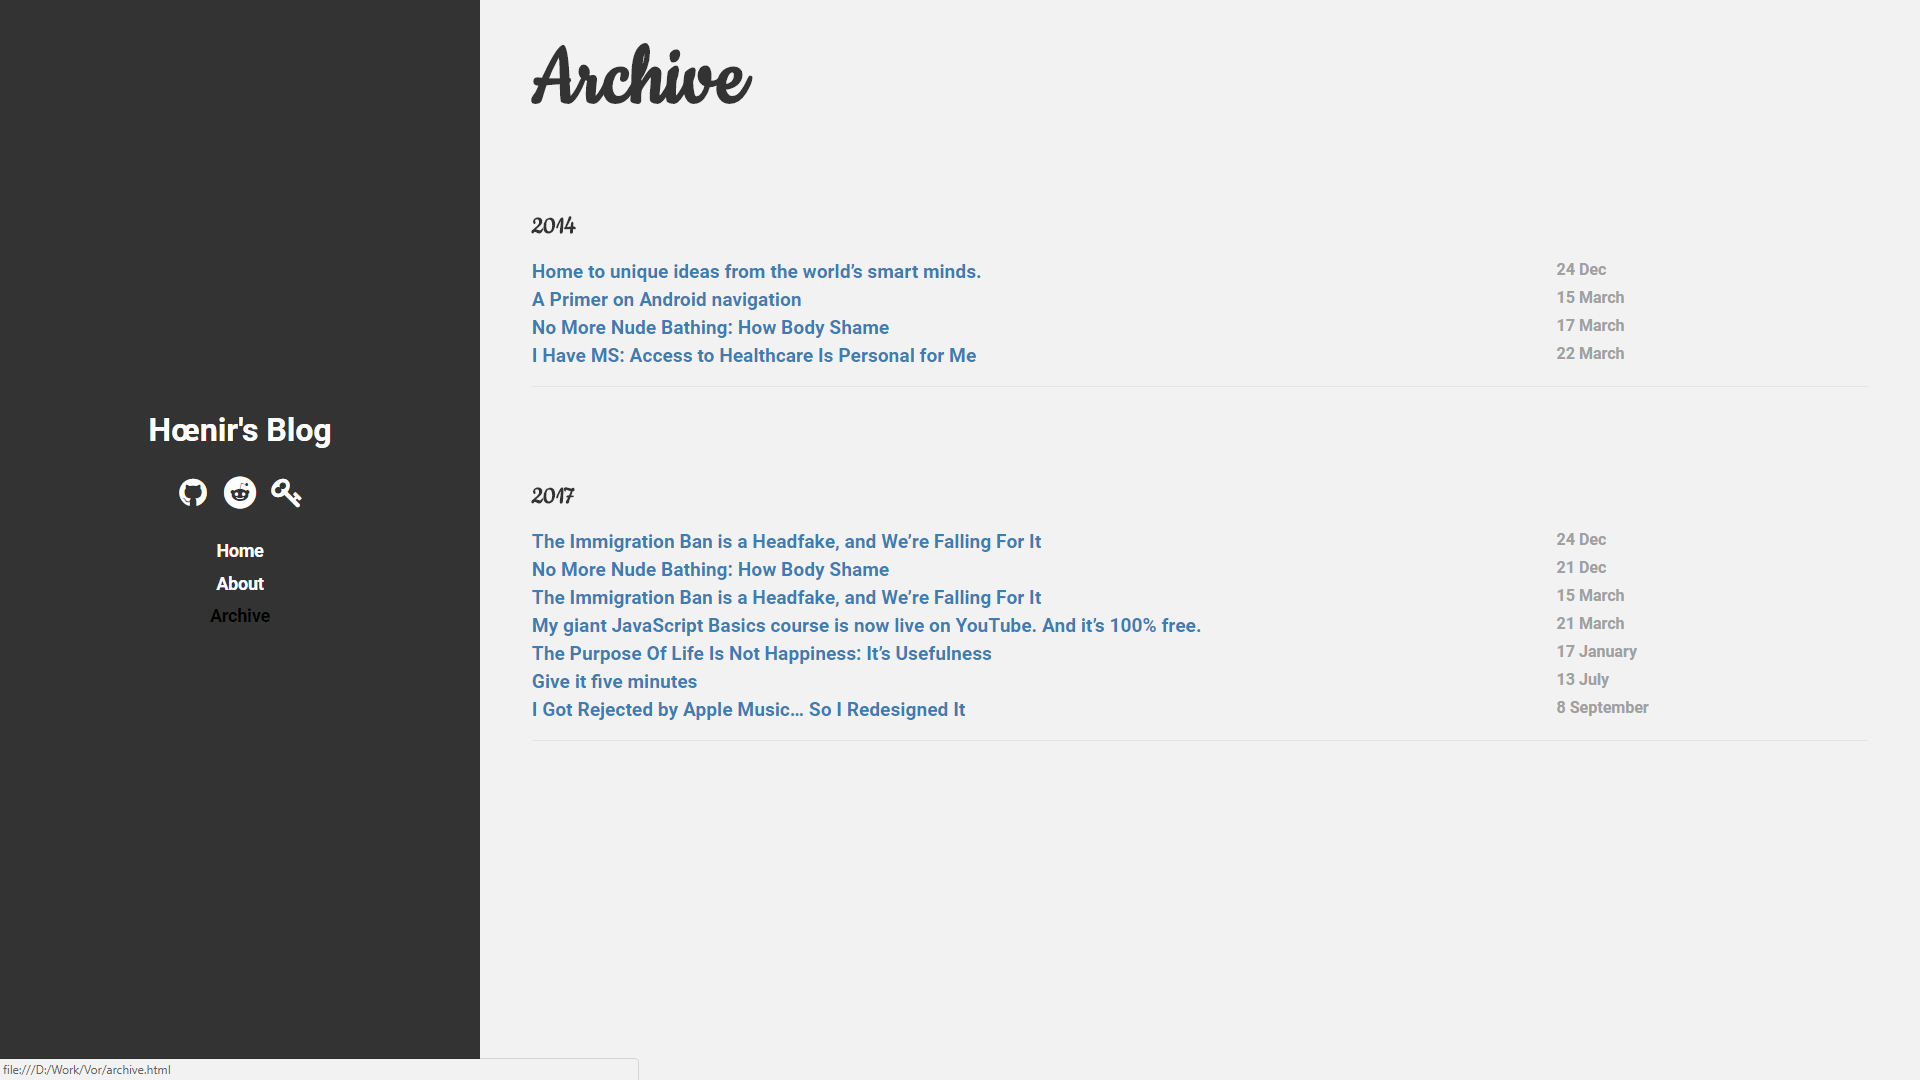 Archive
2014
Home to unique ideas from the world’s smart minds. 24 Dec
A Primer on Android navigation 15 March
No More Nude Bathing: How Body Shame 17 March
I Have MS: Access to Healthcare Is Personal for Me 22 March
Hœnir's Blog
Home
About
Archive
2017
The Immigration Ban is a Headfake, and We’re Falling For It 24 Dec
No More Nude Bathing: How Body Shame 21 Dec
The Immigration Ban is a Headfake, and We’re Falling For It 15 March
My giant JavaScript Basics course is now live on YouTube. And it’s 100% free. 21 March
The Purpose Of Life Is Not Happiness: It’s Usefulness 17 January
Give it five minutes 13 July
I Got Rejected by Apple Music… So I Redesigned It 8 September
file:///D:/Work/Vor/archive.html